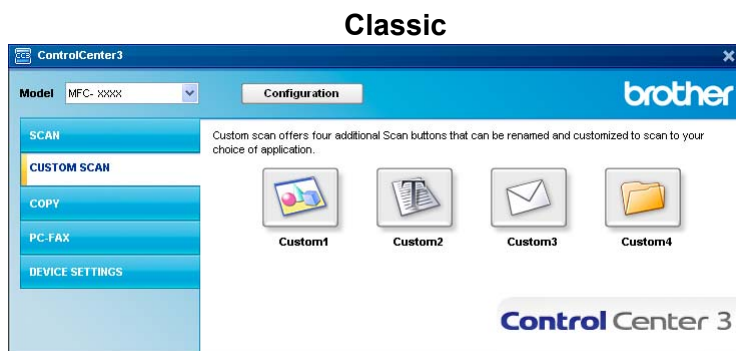 Classic
ControlCenter3
Model MFC- XXXX Configuration brother
SCAN
CUSTOM SCAN
COPY
PC-FAX
DEVICE SETTINGS
Custom scan offers four additional Scan buttons that can be renamed and customized to scan to your
choice of application.
Custom1 Custom2 Custom3 Custom4
Control Center 3